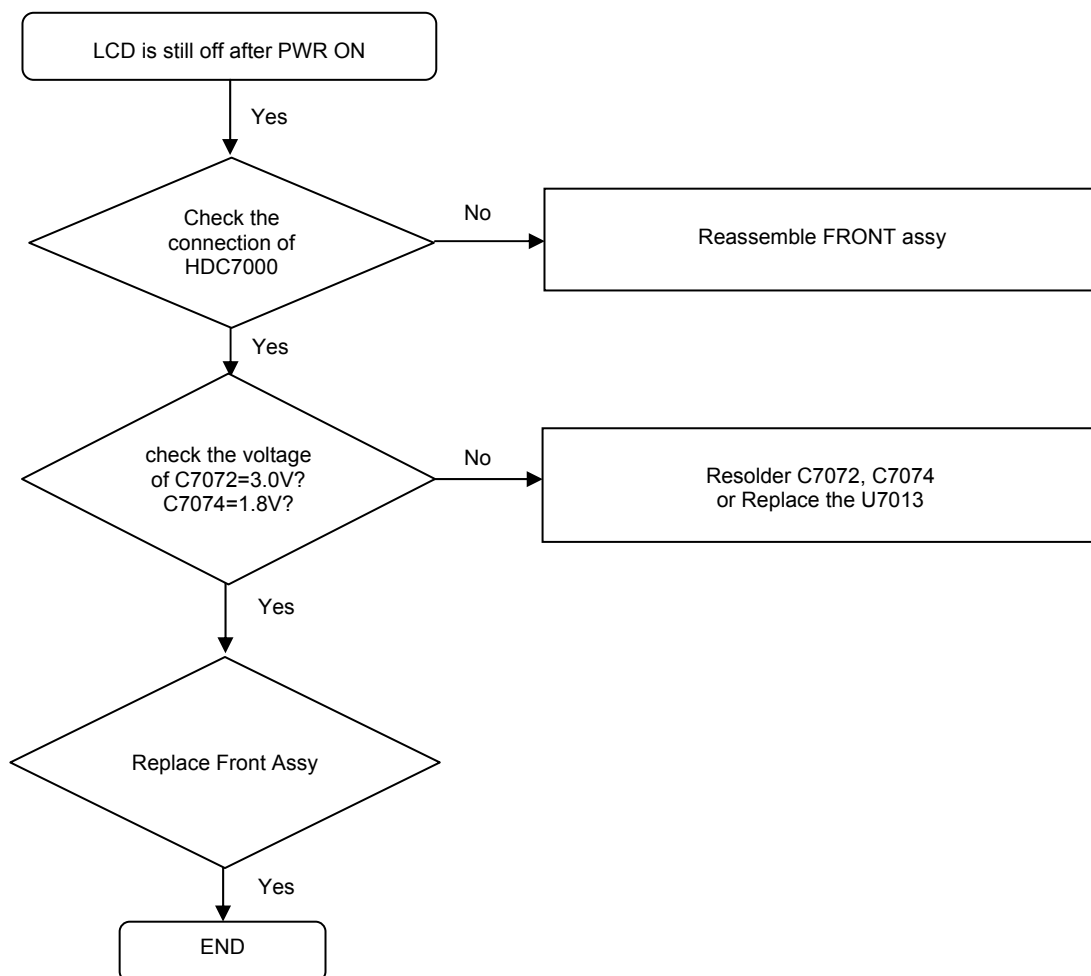 LCD is still off after PWR ON
Yes
Check the
connection of
HDC7000
No
Reassemble FRONT assy
Yes
check the voltage
of C7072=3.0V?
C7074=1.8V?
No
Resolder C7072, C7074
or Replace the U7013
Yes
Replace Front Assy
Yes
END